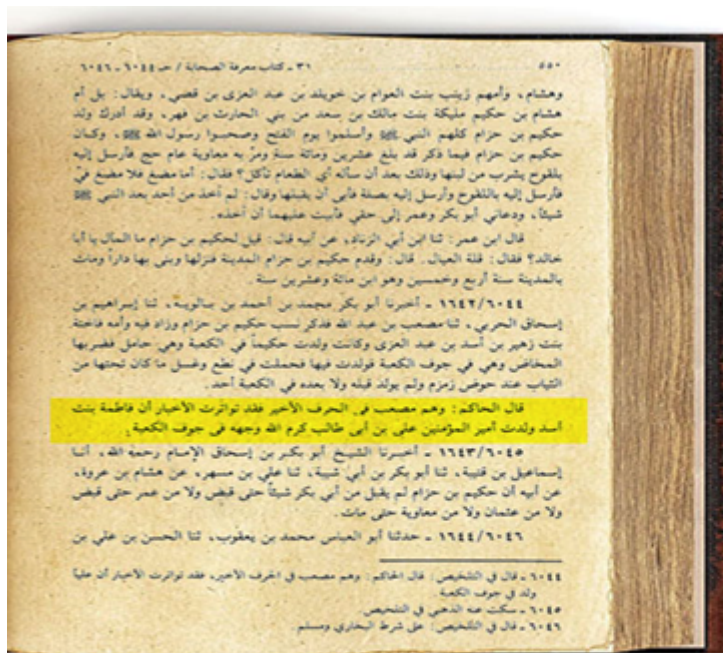 ٥٥٠ ٣١ - كتاب معرفة الصحابة / حـ ٦٠٤٤ - ٦٠٤٦
وهشام، وأمهم زينب بنت العوام بن خويلد بن عبد العزى بن قصي، ويقال: بل أم
هشام بن حكيم مليكة بنت مالك بن سعد من بني الحارث بن فهر، وقد أدرك ولد
حكيم بن حزام كلهم النبي ﷺ وأسلموا يوم الفتح وصحبوا رسول الله ﷺ، وكان
حكيم بن حزام فيما ذكر قد بلغ عشرين ومائة سنة ومرَّ به معاوية عام حج فأرسل إليه
بلقوح يشرب من لبنها وذلك بعد أن سأله أي الطعام تأكل؟ فقال: أما مضغ فلا مضغ فيَّ
فأرسل إليه باللقوح وأرسل إليه بصلة فأبى أن يقبلها وقال: لم آخذ من أحد بعد النبي ﷺ
شيئاً، ودعاني أبو بكر وعمر إلى حقي فأبيت عليهما أن آخذه.
قال ابن عمر: ثنا ابن أبي الزناد، عن أبيه قال: قيل لحكيم بن حزام ما المال يا أبا
خالد؟ فقال: قلة العيال. قال: وقدم حكيم بن حزام المدينة فنزلها وبنى بها داراً ومات
بالمدينة سنة أربع وخمسين وهو ابن مائة وعشرين سنة.
١٦٤٢/٦٠٤٤ - أخبرنا أبو بكر محمد بن أحمد بن بالويه، ثنا إبراهيم بن
إسحاق الحربي، ثنا مصعب بن عبد الله فذكر نسب حكيم بن حزام وزاد فيه وأمه فاختة
بنت زهير بن أسد بن عبد العزى وكانت ولدت حكيماً في الكعبة وهي حامل فضربها
المخاض وهي في جوف الكعبة فولدت فيها فحملت في نطع وغسل ما كان تحتها من
الثياب عند حوض زمزم ولم يولد قبله ولا بعده في الكعبة أحد.
قال الحاكم: وهم مصعب في الحرف الأخير فقد تواترت الأخبار أن فاطمة بنت
أسد ولدت أمير المؤمنين علي بن أبي طالب كرم الله وجهه في جوف الكعبة.
١٦٤٣/٦٠٤٥ - أخبرنا الشيخ أبو بكر بن إسحاق الإمام رحمه الله، أنبا
إسماعيل بن قتيبة، ثنا أبو بكر بن أبي شيبة، ثنا علي بن مسهر، عن هشام بن عروة،
عن أبيه أن حكيم بن حزام لم يقبل من أبي بكر شيئاً حتى قبض ولا من عمر حتى قبض
ولا من عثمان ولا من معاوية حتى مات.
١٦٤٤/٦٠٤٦ - حدثنا أبو العباس محمد بن يعقوب، ثنا الحسن بن علي بن
٦٠٤٤ - قال في التلخيص: قال الحاكم: وهم مصعب في الحرف الأخير، فقد تواترت الأخبار أن علياً
ولد في جوف الكعبة.
٦٠٤٥ - سكت عنه الذهبي في التلخيص.
٦٠٤٦ - قال في التلخيص: على شرط البخاري ومسلم.